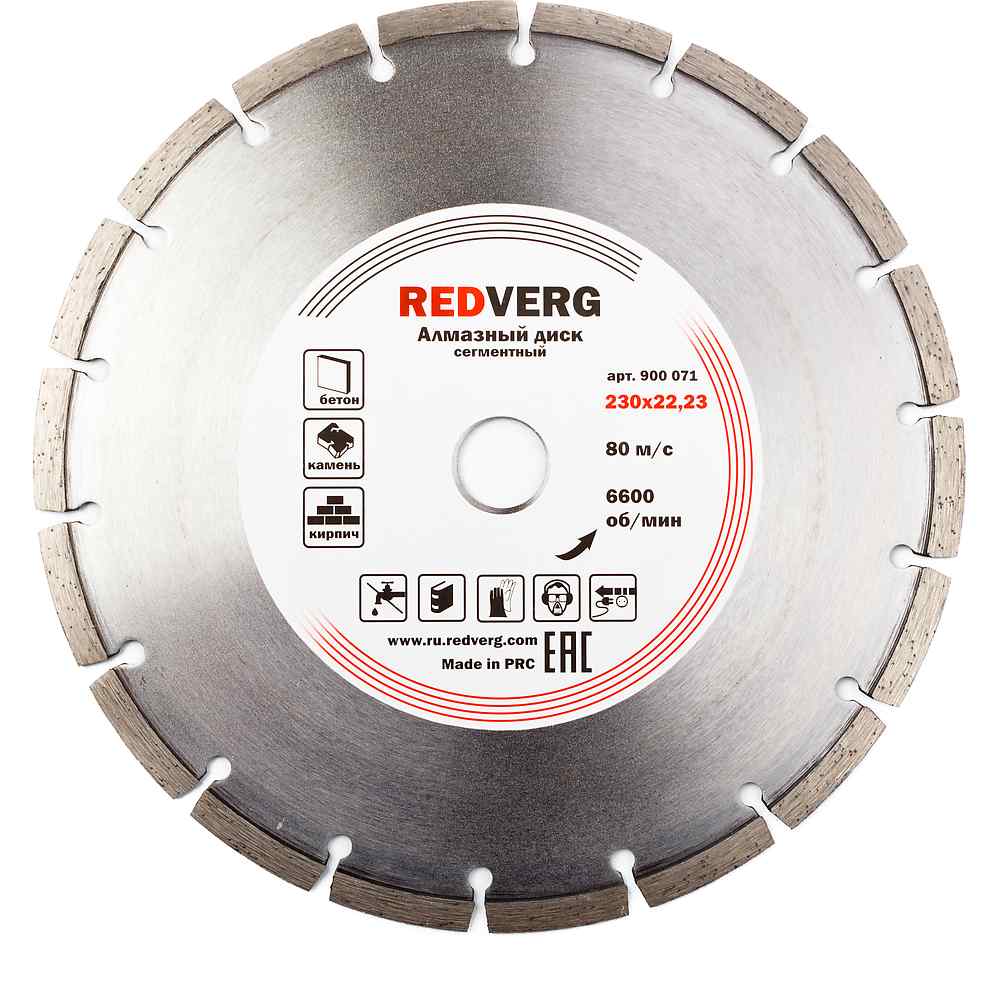 REDVERG
Алмазный диск
сегментный
арт. 900 071
230x22,23
80 м/с
6600
об/мин
бетон
камень
кирпич
www.ru.redverg.com
Made in PRC
EAC